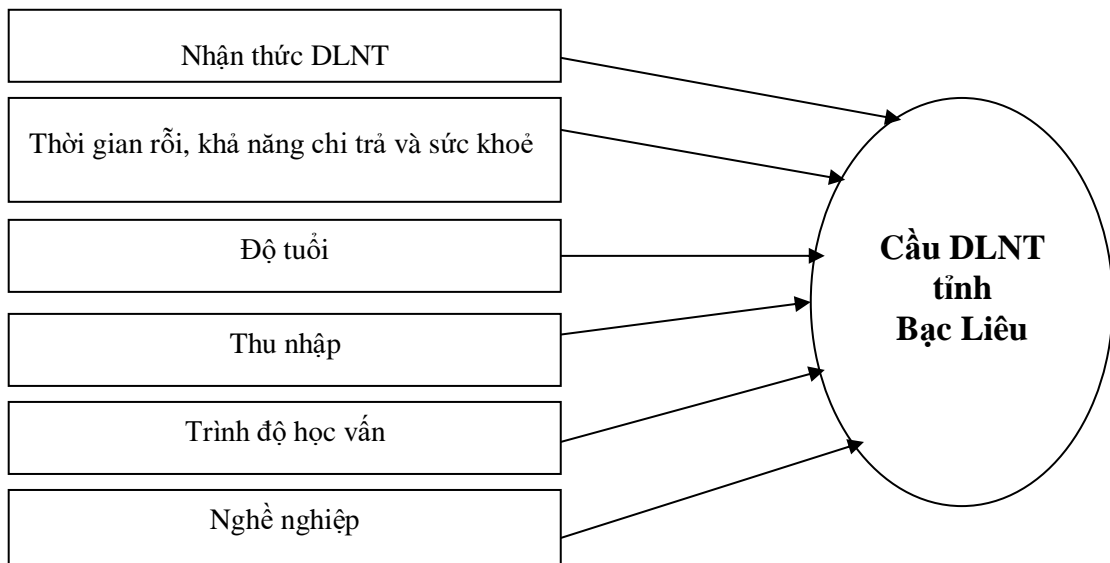 Nhận thức DLNT
Thời gian rỗi, khả năng chi trả và sức khoẻ
Độ tuổi
Thu nhập
Trình độ học vấn
Nghề nghiệp
Cầu DLNT
tỉnh
Bạc Liêu